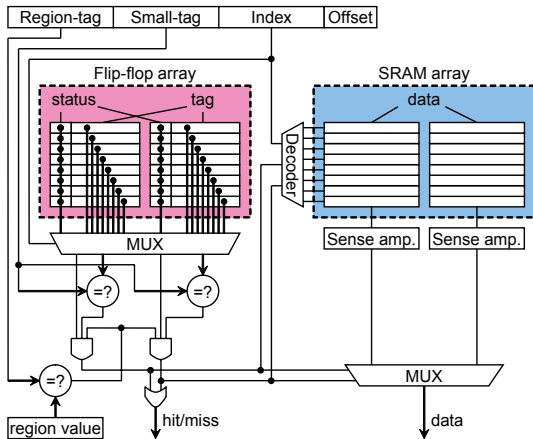 Region-tag Small-tag Index Offset
Flip-flop array SRAM array
status tag data
Decoder
Sense amp. Sense amp.
MUX
=? =?
=? MUX
region value hit/miss data